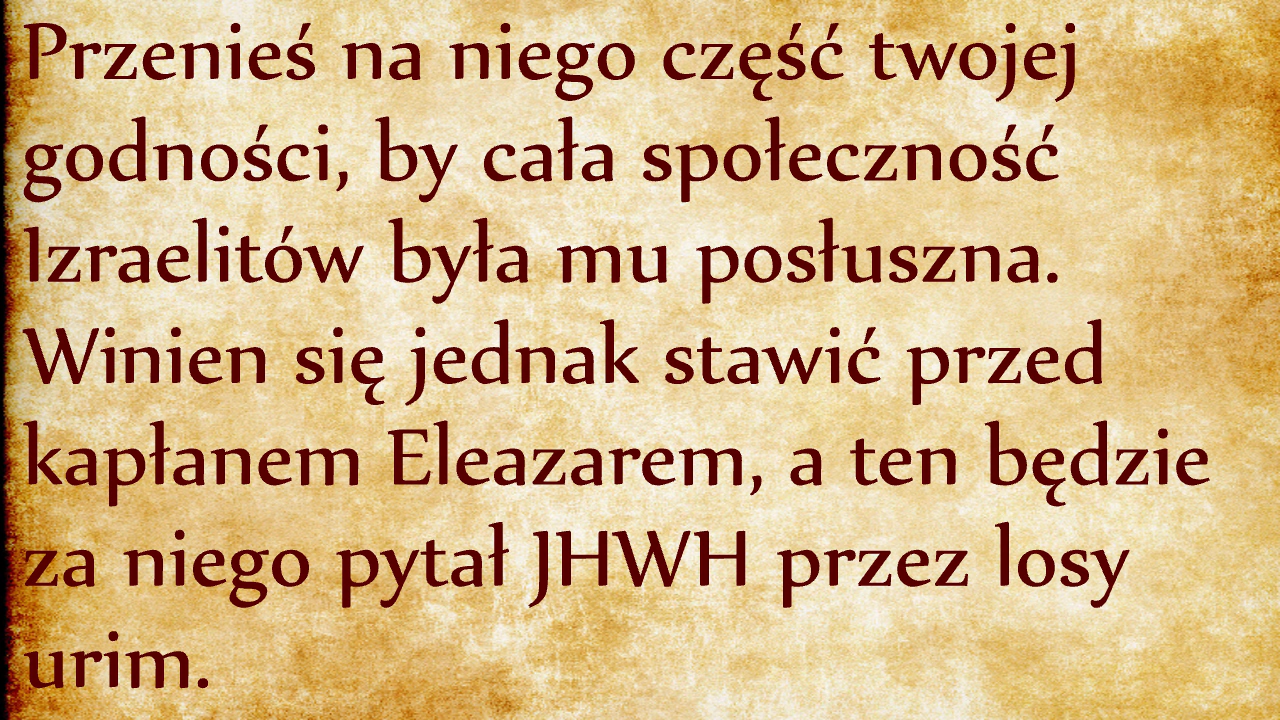 Przenieś na niego część twojej
godności, by cała społeczność
Izraelitów była mu posłuszna.
Winien się jednak stawić przed
kapłanem Eleazarem, a ten będzie
za niego pytał JHWH przez losy
urim.